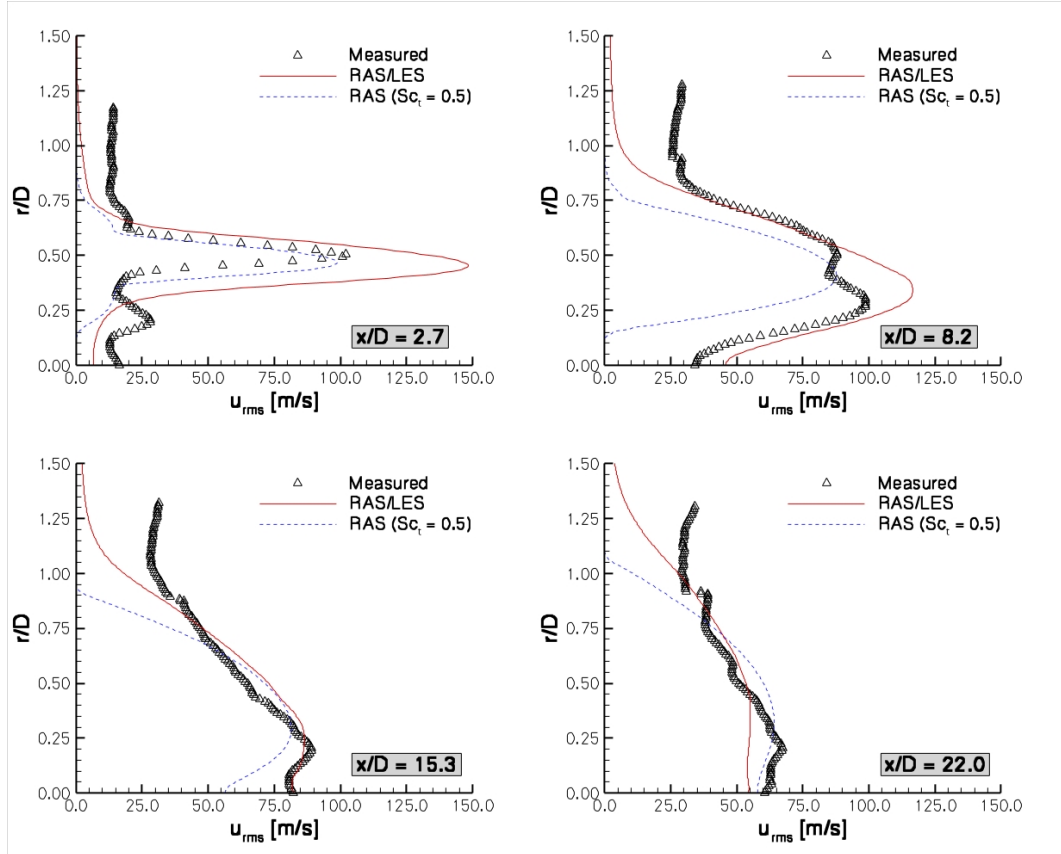 1.50
1.25
1.00
0.75
0.50
0.25
0.00
r/D
Measured
RAS/LES
RAS (Scₜ = 0.5)
x/D = 2.7
0.0 25.0 50.0 75.0 100.0 125.0 150.0
u_rms [m/s]
1.50
1.25
1.00
0.75
0.50
0.25
0.00
r/D
Measured
RAS/LES
RAS (Scₜ = 0.5)
x/D = 8.2
0.0 25.0 50.0 75.0 100.0 125.0 150.0
u_rms [m/s]
1.50
1.25
1.00
0.75
0.50
0.25
0.00
r/D
Measured
RAS/LES
RAS (Scₜ = 0.5)
x/D = 15.3
0.0 25.0 50.0 75.0 100.0 125.0 150.0
u_rms [m/s]
1.50
1.25
1.00
0.75
0.50
0.25
0.00
r/D
Measured
RAS/LES
RAS (Scₜ = 0.5)
x/D = 22.0
0.0 25.0 50.0 75.0 100.0 125.0 150.0
u_rms [m/s]